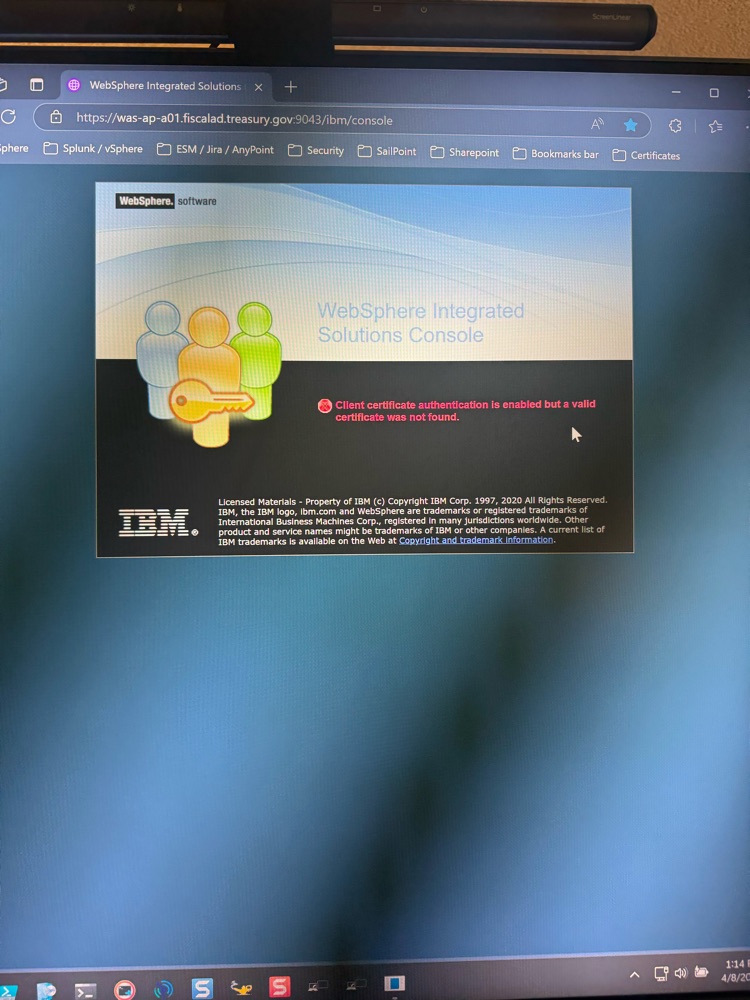 ScreenLinear
WebSphere Integrated Solutions
https://was-ap-a01.fiscalad.treasury.gov:9043/ibm/console
sphere
Splunk / vSphere
ESM / Jira / AnyPoint
Security
SailPoint
Sharepoint
Bookmarks bar
Certificates
WebSphere. software
WebSphere Integrated
Solutions Console
Client certificate authentication is enabled but a valid
certificate was not found.
Licensed Materials - Property of IBM (c) Copyright IBM Corp. 1997, 2020 All Rights Reserved.
IBM, the IBM logo, ibm.com and WebSphere are trademarks or registered trademarks of
International Business Machines Corp., registered in many jurisdictions worldwide. Other
product and service names might be trademarks of IBM or other companies. A current list of
IBM trademarks is available on the Web at Copyright and trademark information.
IBM®
1:14
4/8/20